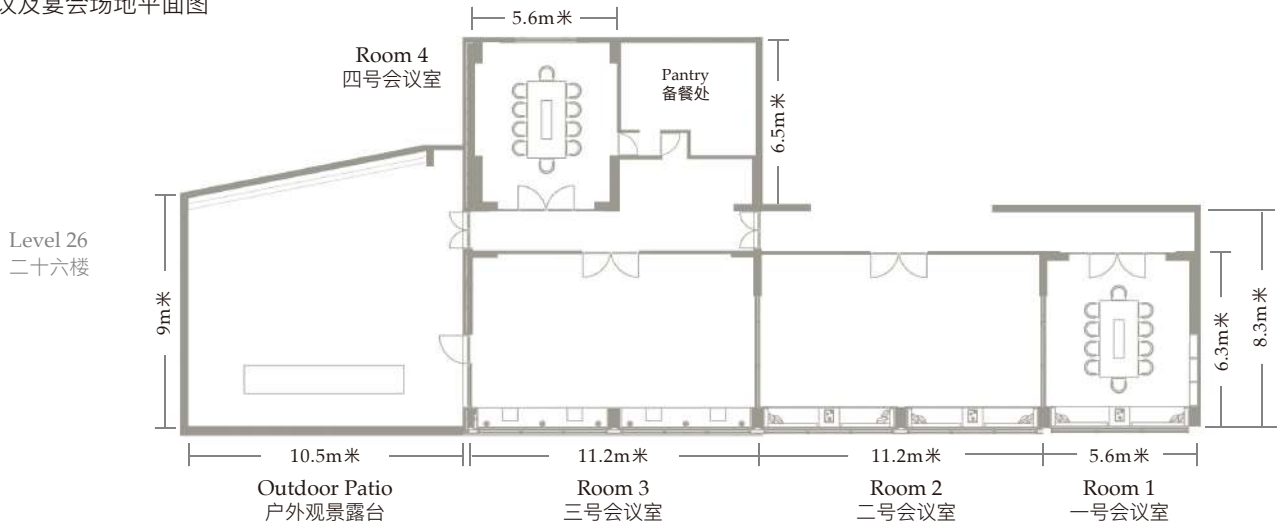 议及宴会场地平面图
5.6m米
Room 4
四号会议室
Pantry
备餐处
6.5m米
Level 26
二十六楼
9m米
6.3m米
8.3m米
10.5m米
11.2m米
11.2m米
5.6m米
Outdoor Patio
户外观景露台
Room 3
三号会议室
Room 2
二号会议室
Room 1
一号会议室